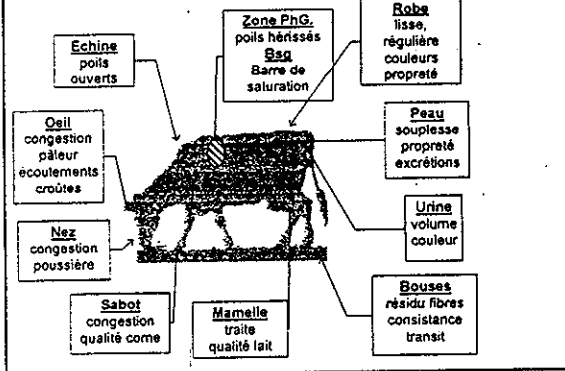 Zone PhG.
poils hérissés
Bsg
Barre de
saturation
Robe
lisse,
régulière
couleurs
propreté
Echine
poils
ouverts
Oeil
congestion
pâleur
écoulements
croûtes
Peau
souplesse
propreté
excrétions
Nez
congestion
poussière
Urine
volume
couleur
Sabot
congestion
qualité corne
Mamelle
traite
qualité lait
Bouses
résidu fibres
consistance
transit